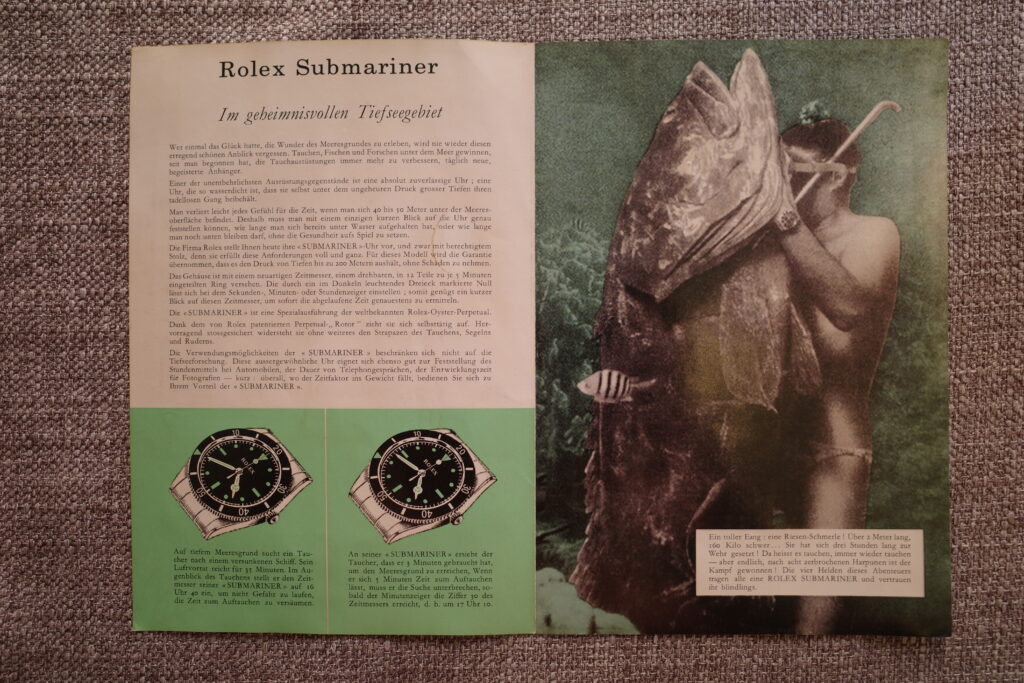 Rolex Submariner
Im geheimnisvollen Tiefseegebiet
Wer einmal das Glück hatte, die Wunder des Meeresgrundes zu erleben, wird nie wieder diesen
erregend schönen Anblick vergessen. Tauchen, Fischen und Forschen unter dem Meer gewinnen,
seit man begonnen hat, die Tauchausrüstungen immer mehr zu verbessern, täglich neue,
begeisterte Anhänger.
Einer der unentbehrlichsten Ausrüstungsgegenstände ist eine absolut zuverlässige Uhr ; eine
Uhr, die so wasserdicht ist, dass sie selbst unter dem ungeheuren Druck grosser Tiefen ihren
tadellosen Gang beibehält.
Man verliert leicht jedes Gefühl für die Zeit, wenn man sich 40 bis 50 Meter unter der Meeres-
oberfläche befindet. Deshalb muss man mit einem einzigen kurzen Blick auf die Uhr genau
feststellen können, wie lange man sich bereits unter Wasser aufgehalten hat, oder wie lange
man noch unten bleiben darf, ohne die Gesundheit aufs Spiel zu setzen.
Die Firma Rolex stellt Ihnen heute ihre « SUBMARINER »-Uhr vor, und zwar mit berechtigtem
Stolz, denn sie erfüllt diese Anforderungen voll und ganz. Für dieses Modell wird die Garantie
übernommen, dass es den Druck von Tiefen bis zu 200 Metern aushält, ohne Schaden zu nehmen.
Das Gehäuse ist mit einem neuartigen Zeitmesser, einem drehbaren, in 12 Teile zu je 5 Minuten
eingeteilten Ring versehen. Die durch ein im Dunkeln leuchtendes Dreieck markierte Null
lässt sich bei dem Sekunden-, Minuten- oder Stundenzeiger einstellen ; somit genügt ein kurzer
Blick auf diesen Zeitmesser, um sofort die abgelaufene Zeit genauestens zu ermitteln.
Die « SUBMARINER » ist eine Spezialausführung der weltbekannten Rolex-Oyster-Perpetual.
Dank dem von Rolex patentierten Perpetual-„ Rotor " zieht sie sich selbsttätig auf. Her-
vorragend stossgesichert widersteht sie ohne weiteres den Strapazen des Tauchens, Segelns
und Ruderns.
Die Verwendungsmöglichkeiten der « SUBMARINER » beschränken sich nicht auf die
Tiefseeforschung. Diese aussergewöhnliche Uhr eignet sich ebenso gut zur Feststellung des
Stundenmittels bei Automobilen, der Dauer von Telephongesprächen, der Entwicklungszeit
für Fotografien — kurz : überall, wo der Zeitfaktor ins Gewicht fällt, bedienen Sie sich zu
Ihrem Vorteil der « SUBMARINER ».
10 20 30 40 50
ROLEX
10 20 30 40 50
ROLEX
Auf tiefem Meeresgrund sucht ein Tau-
cher nach einem versunkenen Schiff. Sein
Luftvorrat reicht für 35 Minuten. Im Au-
genblick des Tauchens stellt er den Zeit-
messer seiner « SUBMARINER » auf 16
Uhr 40 ein, um nicht Gefahr zu laufen,
die Zeit zum Auftauchen zu versäumen.
An seiner « SUBMARINER » ersieht der
Taucher, dass er 3 Minuten gebraucht hat,
um den Meeresgrund zu erreichen. Wenn
er sich 5 Minuten Zeit zum Auftauchen
lässt, muss er die Suche unterbrechen, so-
bald der Minutenzeiger die Ziffer 30 des
Zeitmessers erreicht, d. h. um 17 Uhr 10.
Ein toller Fang : eine Riesen-Schmerle ! Über 2 Meter lang,
160 Kilo schwer... Sie hat sich drei Stunden lang zur
Wehr gesetzt ! Da heisst es tauchen, immer wieder tauchen
— aber endlich, nach acht zerbrochenen Harpunen ist der
Kampf gewonnen ! Die vier Helden dieses Abenteuers
tragen alle eine ROLEX SUBMARINER und vertrauen
ihr blindlings.